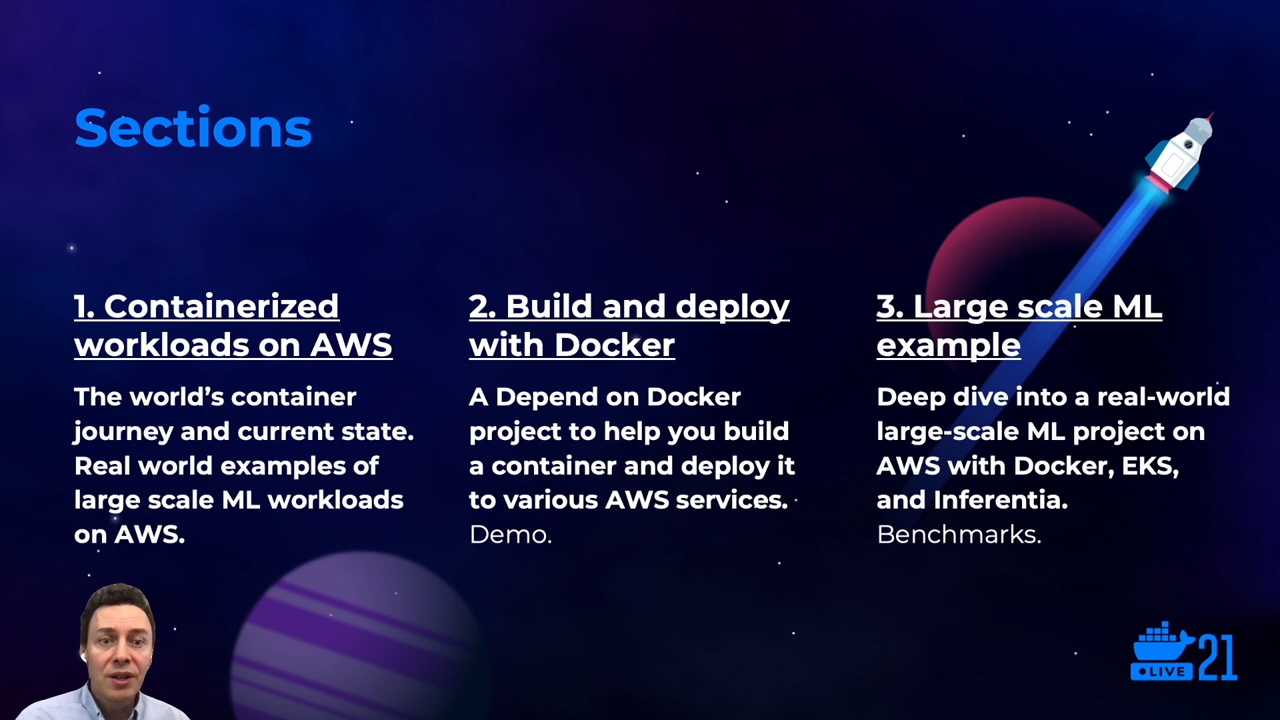 Sections
1. Containerized
workloads on AWS
The world’s container
journey and current state.
Real world examples of
large scale ML workloads
on AWS.
2. Build and deploy
with Docker
A Depend on Docker
project to help you build
a container and deploy it
to various AWS services.
Demo.
3. Large scale ML
example
Deep dive into a real-world
large-scale ML project on
AWS with Docker, EKS,
and Inferentia.
Benchmarks.
LIVE 21